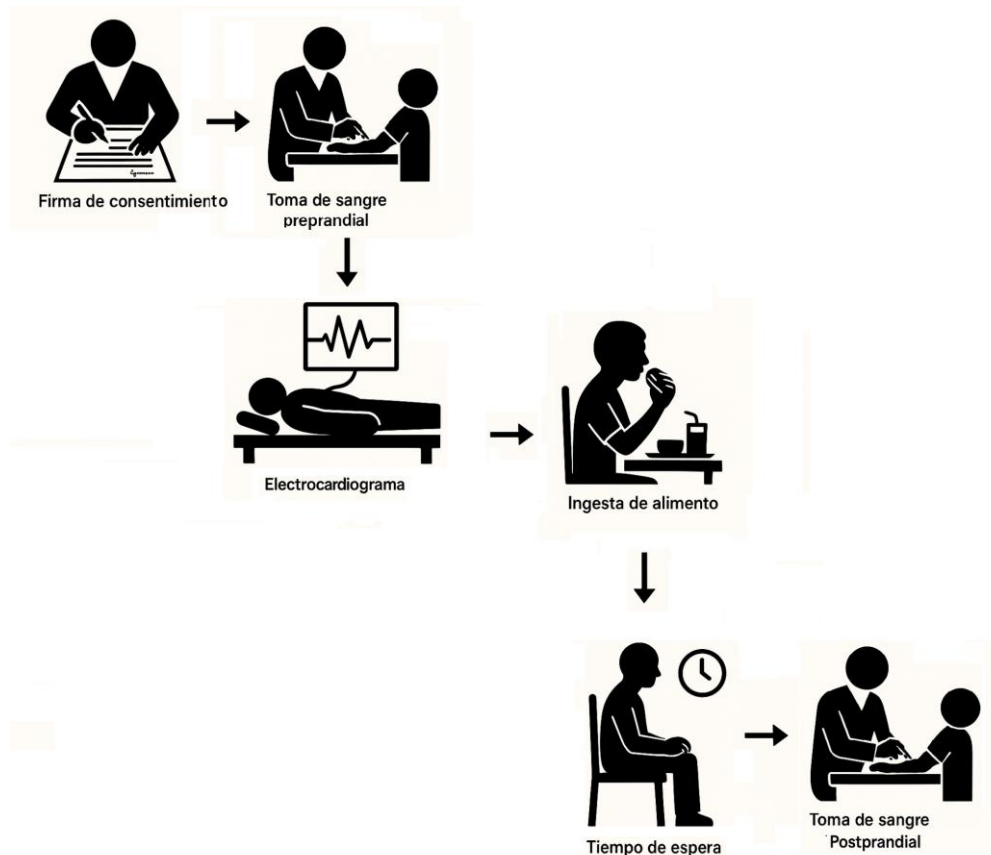 Firma de consentimiento
Toma de sangre
preprandial
Electrocardiograma
Ingesta de alimento
Tiempo de espera
Toma de sangre
Postprandial